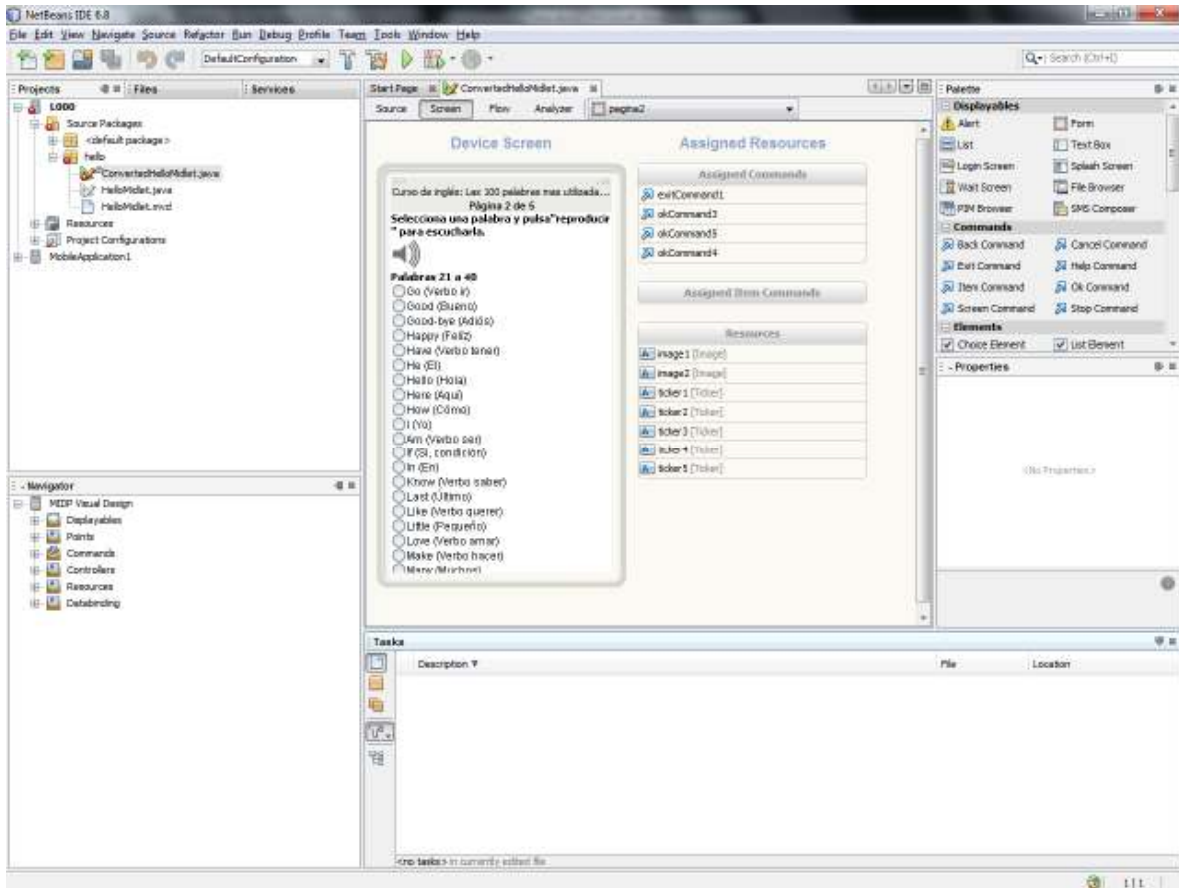 NetBeans IDE 6.8
File Edit View Navigate Source Refactor Run Debug Profile Team Tools Window Help
DefaultConfiguration
Search (Ctrl+I)
Projects
Files
Services
LOGO
Source Packages
<default package>
hello
ConvertedHelloMidlet.java
HelloMidlet.java
HelloMidlet.mvd
Resources
Project Configurations
MobileApplication1
- Navigator
MIDP Visual Design
Displayables
Points
Commands
Controllers
Resources
Databinding
Start Page
ConvertedHelloMidlet.java
Source Screen Flow Analyzer pagina2
Device Screen
Curso de inglés: Las 100 palabras mas utilizada...
Página 2 de 5
Selecciona una palabra y pulsa"reproducir
" para escucharla.
Palabras 21 a 40
Go (Verbo ir)
Good (Bueno)
Good-bye (Adiós)
Happy (Feliz)
Have (Verbo tener)
He (El)
Hello (Hola)
Here (Aquí)
How (Cómo)
I (Yo)
Am (Verbo ser)
If (Si, condición)
In (En)
Know (Verbo saber)
Last (Último)
Like (Verbo querer)
Little (Pequeño)
Love (Verbo amar)
Make (Verbo hacer)
Many (Muchos)
Assigned Resources
Assigned Commands
exitCommand1
okCommand3
okCommand5
okCommand4
Assigned Item Commands
Resources
image1 [Image]
image2 [Image]
ticker1 [Ticker]
ticker2 [Ticker]
ticker3 [Ticker]
ticker4 [Ticker]
ticker5 [Ticker]
Palette
Displayables
Alert Form
List Text Box
Login Screen Splash Screen
Wait Screen File Browser
PIM Browser SMS Composer
Commands
Back Command Cancel Command
Exit Command Help Command
Item Command Ok Command
Screen Command Stop Command
Elements
Choice Element List Element
- Properties
<No Properties>
Tasks
Description File Location
<no tasks> in currently edited file
1|1